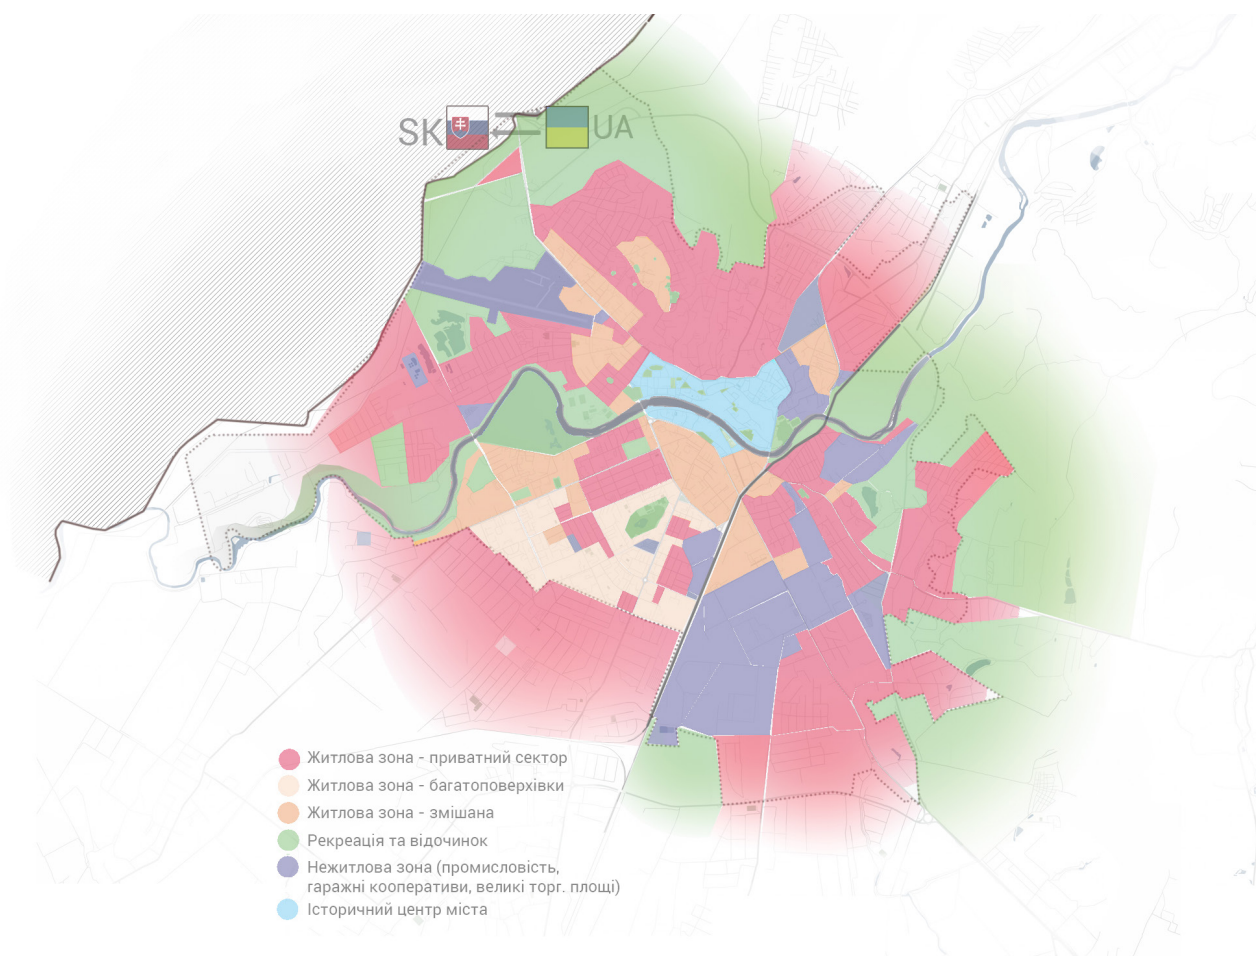 SK UA
Житлова зона - приватний сектор
Житлова зона - багатоповерхівки
Житлова зона - змішана
Рекреація та відочинок
Нежитлова зона (промисловість,
гаражні кооперативи, великі торг. площі)
Історичний центр міста